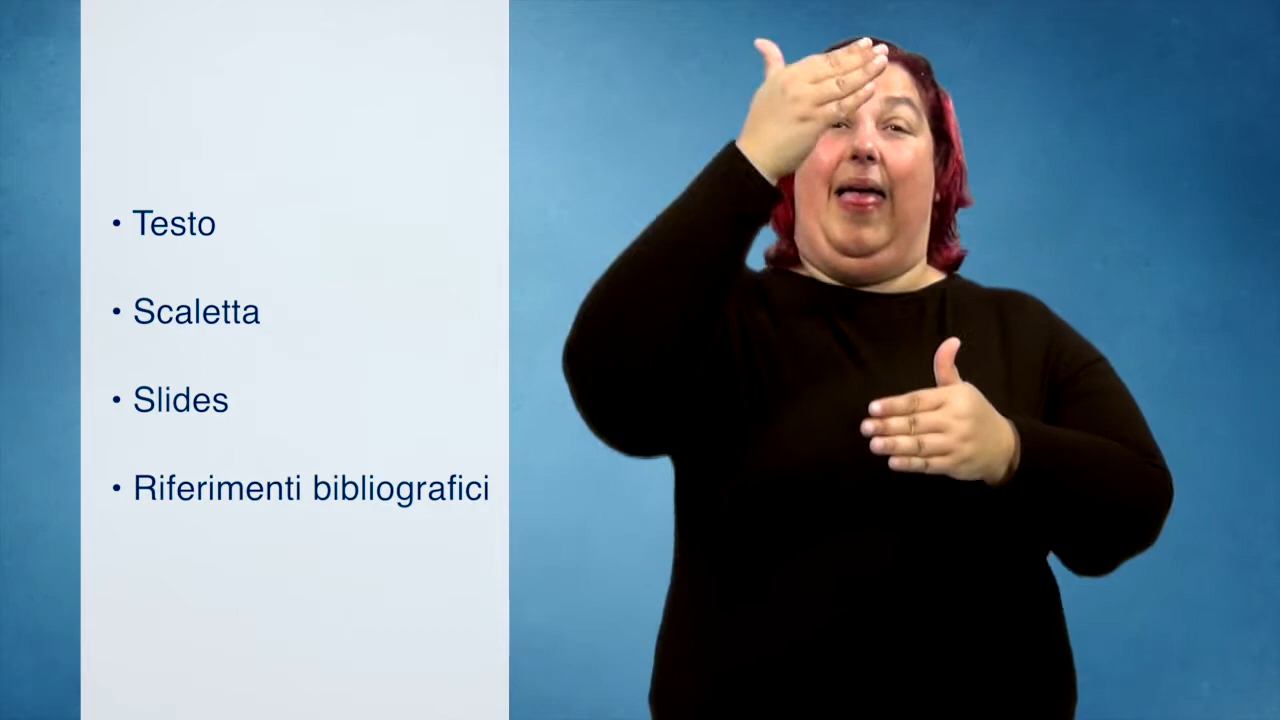 • Testo
• Scaletta
• Slides
• Riferimenti bibliografici